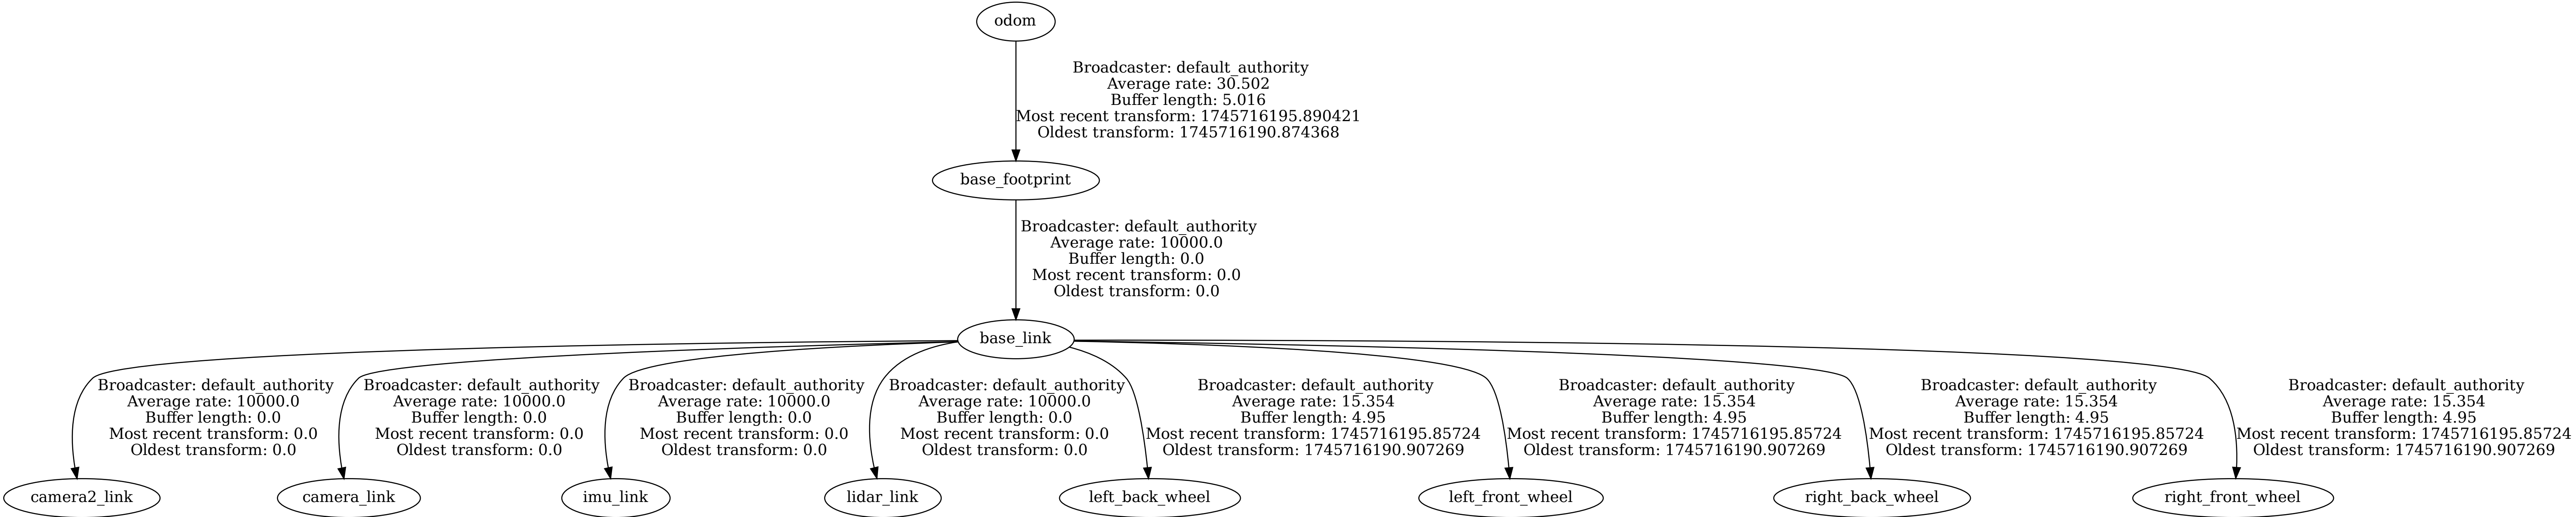 odom
Broadcaster: default_authority
Average rate: 30.502
Buffer length: 5.016
Most recent transform: 1745716195.890421
Oldest transform: 1745716190.874368
base_footprint
Broadcaster: default_authority
Average rate: 10000.0
Buffer length: 0.0
Most recent transform: 0.0
Oldest transform: 0.0
base_link
Broadcaster: default_authority
Average rate: 10000.0
Buffer length: 0.0
Most recent transform: 0.0
Oldest transform: 0.0
Broadcaster: default_authority
Average rate: 10000.0
Buffer length: 0.0
Most recent transform: 0.0
Oldest transform: 0.0
Broadcaster: default_authority
Average rate: 10000.0
Buffer length: 0.0
Most recent transform: 0.0
Oldest transform: 0.0
Broadcaster: default_authority
Average rate: 10000.0
Buffer length: 0.0
Most recent transform: 0.0
Oldest transform: 0.0
Broadcaster: default_authority
Average rate: 15.354
Buffer length: 4.95
Most recent transform: 1745716195.85724
Oldest transform: 1745716190.907269
Broadcaster: default_authority
Average rate: 15.354
Buffer length: 4.95
Most recent transform: 1745716195.85724
Oldest transform: 1745716190.907269
Broadcaster: default_authority
Average rate: 15.354
Buffer length: 4.95
Most recent transform: 1745716195.85724
Oldest transform: 1745716190.907269
Broadcaster: default_authority
Average rate: 15.354
Buffer length: 4.95
Most recent transform: 1745716195.85724
Oldest transform: 1745716190.907269
camera2_link
camera_link
imu_link
lidar_link
left_back_wheel
left_front_wheel
right_back_wheel
right_front_wheel